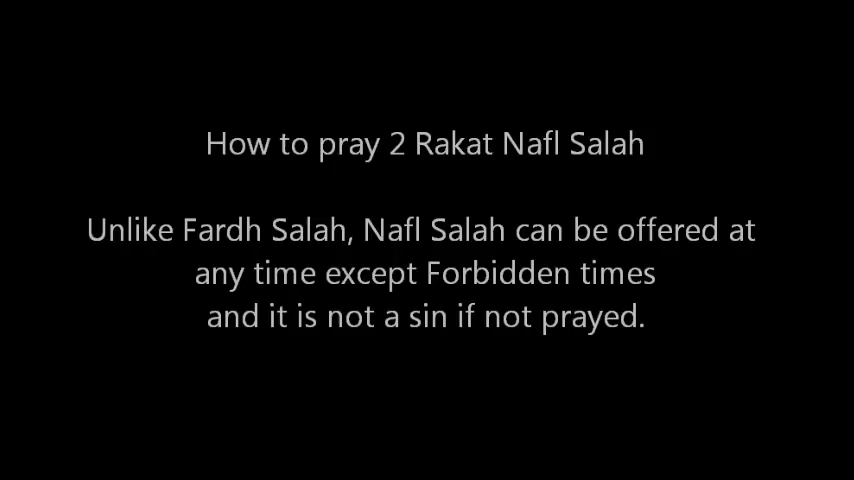 How to pray 2 Rakat Nafl Salah
Unlike Fardh Salah, Nafl Salah can be offered at
any time except Forbidden times
and it is not a sin if not prayed.